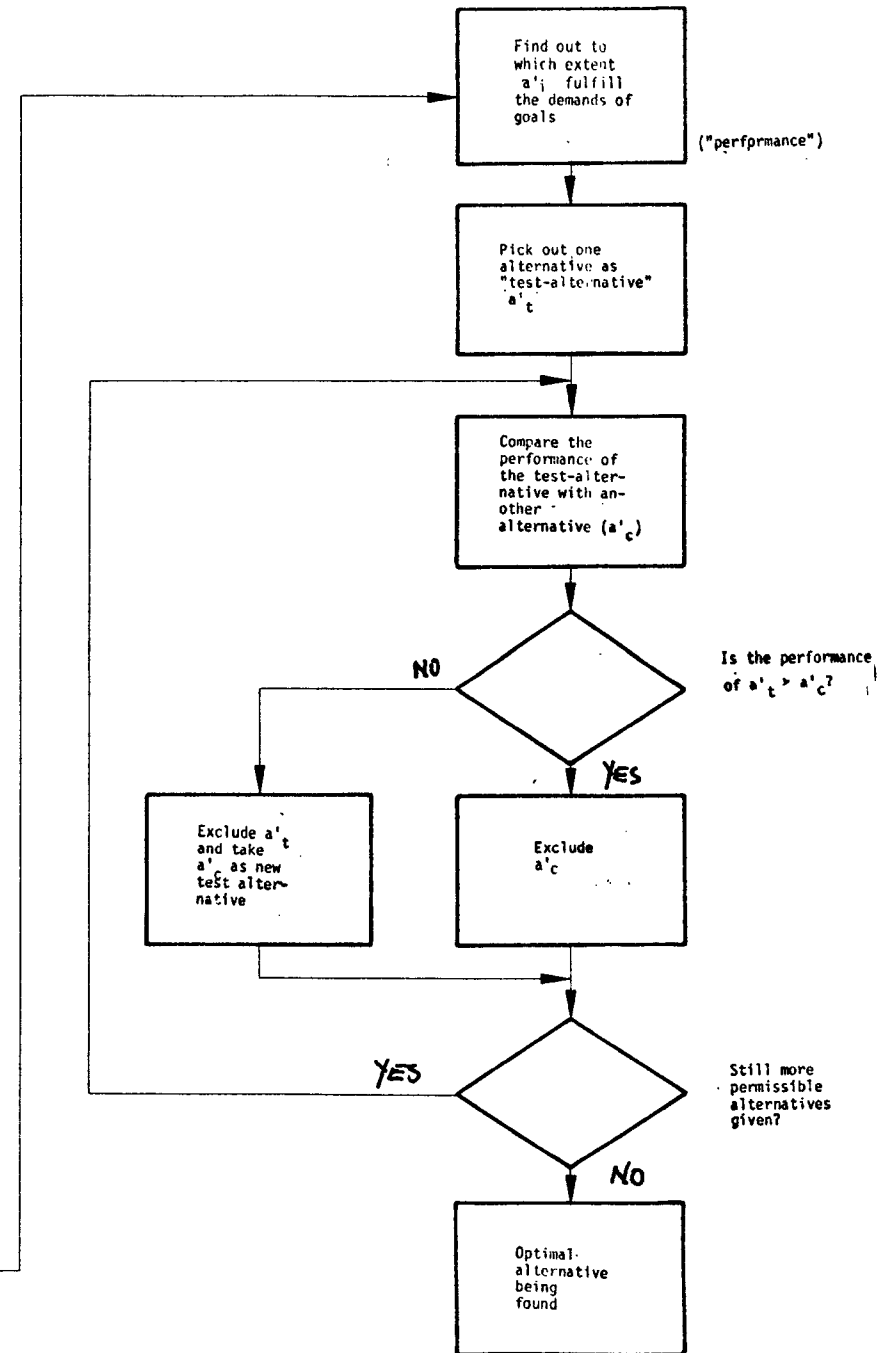 Find out to
which extent
a'i fulfill
the demands of
goals
("performance")
Pick out one
alternative as
"test-alternative"
a't
Compare the
performance of
the test-alter-
native with an-
other
alternative (a'c)
Is the performance
of a't > a'c?
NO
YES
Exclude a't
and take
a'c as new
test alter-
native
Exclude
a'c
Still more
permissible
alternatives
given?
YES
NO
Optimal
alternative
being
found